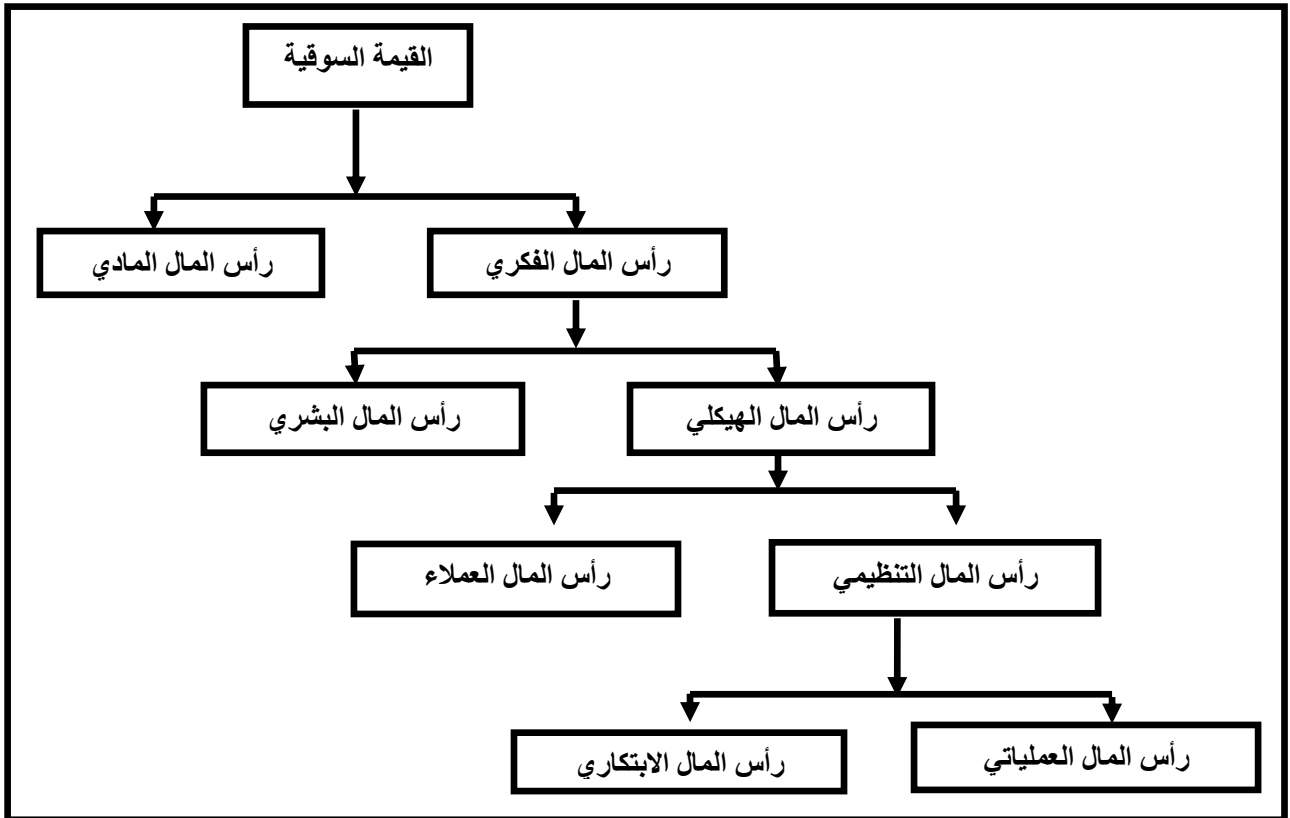 القيمة السوقية
رأس المال الفكري
رأس المال المادي
رأس المال الهيكلي
رأس المال البشري
رأس المال التنظيمي
رأس المال العملاء
رأس المال العملياتي
رأس المال الابتكاري